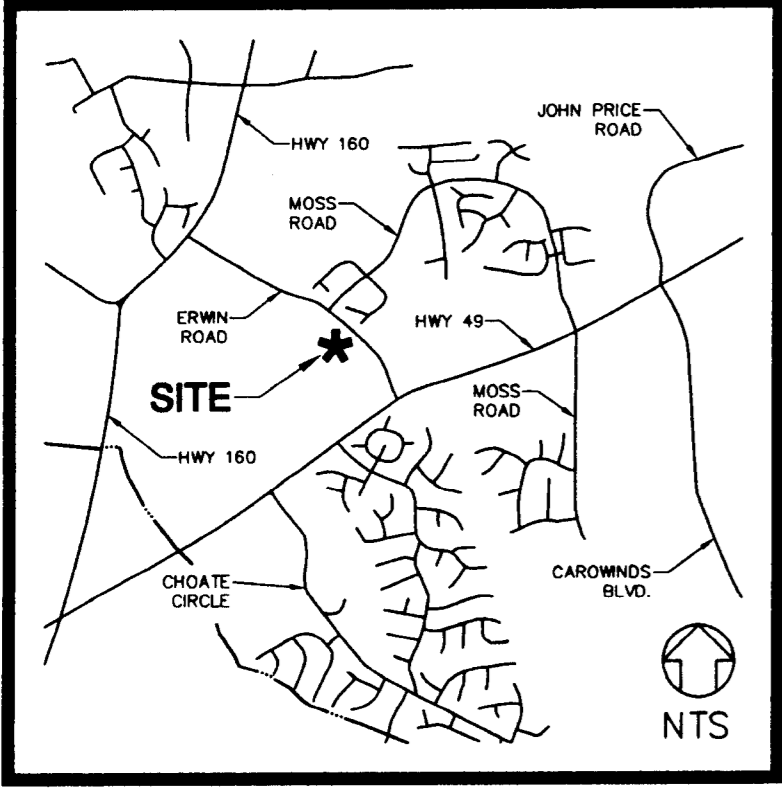 JOHN PRICE
ROAD
HWY 160
MOSS
ROAD
ERWIN
ROAD
HWY 49
SITE
MOSS
ROAD
HWY 160
CHOATE
CIRCLE
CAROWINDS
BLVD.
NTS